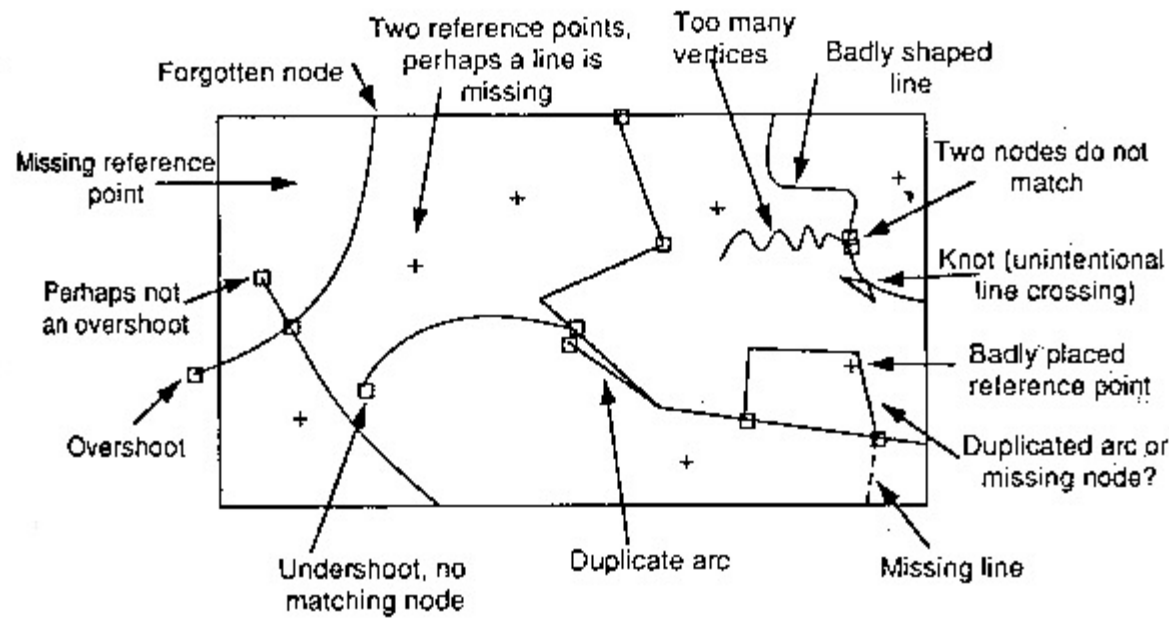 Two reference points,
perhaps a line is
missing
Too many
vertices
Forgotten node
Badly shaped
line
Missing reference
point
Two nodes do not
match
Perhaps not
an overshoot
Knot (unintentional
line crossing)
Badly placed
reference point
Overshoot
Duplicated arc or
missing node?
Undershoot, no
matching node
Duplicate arc
Missing line